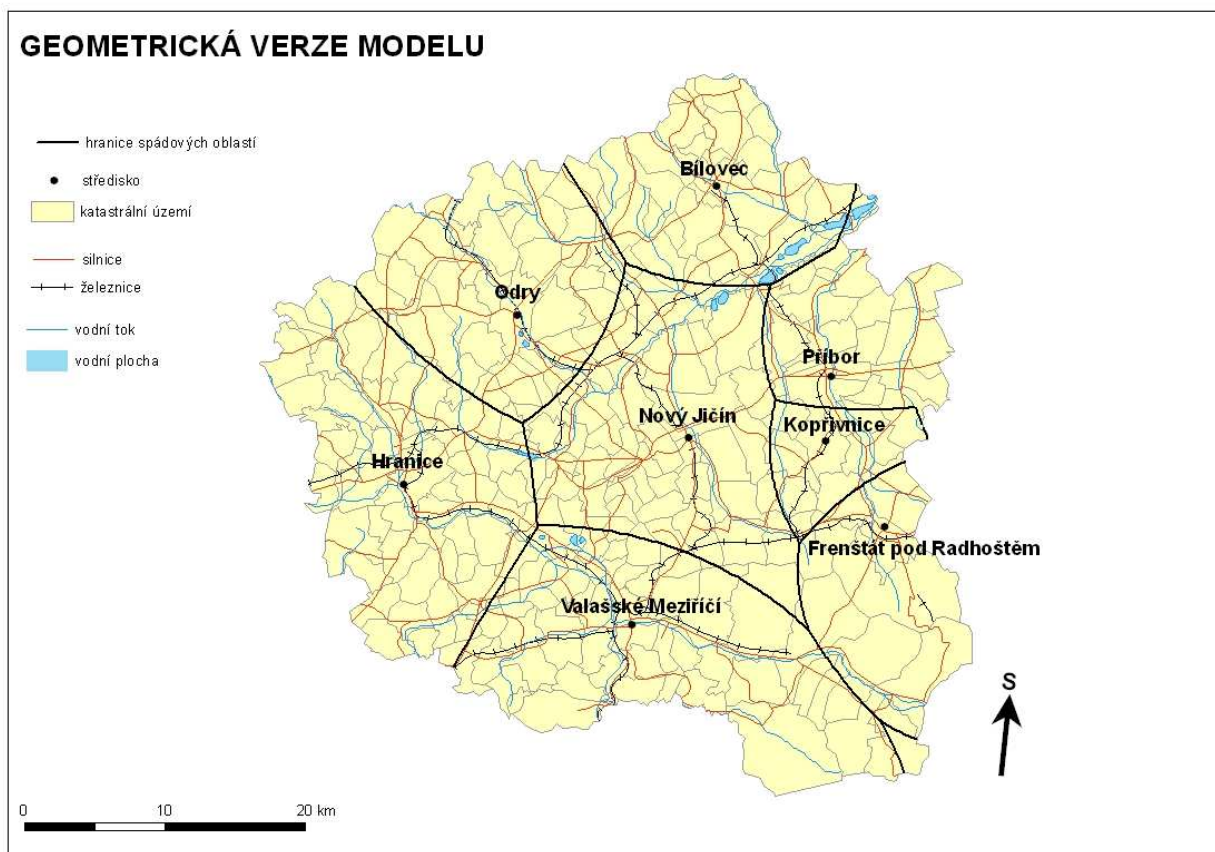 GEOMETRICKÁ VERZE MODELU
hranice spádových oblastí
středisko
katastrální území
silnice
železnice
vodní tok
vodní plocha
Bílovec
Odry
Příbor
Nový Jičín
Kopřivnice
Hranice
Frenštát pod Radhoštěm
Valašské Meziříčí
S
0 10 20 km